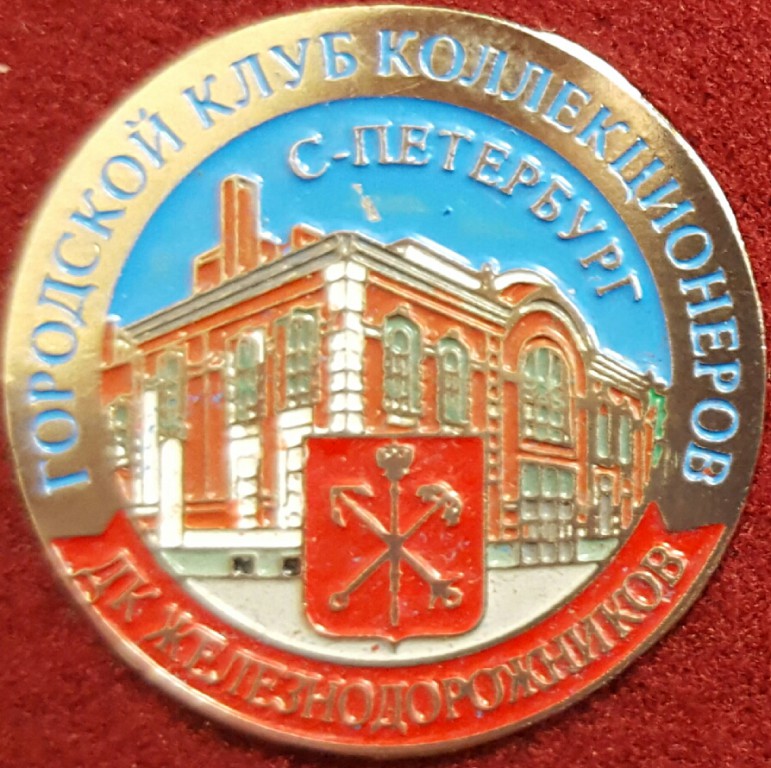 ГОРОДСКОЙ КЛУБ КОЛЛЕКЦИОНЕРОВ
С-ПЕТЕРБУРГ
ДК ЖЕЛЕЗНОДОРОЖНИКОВ